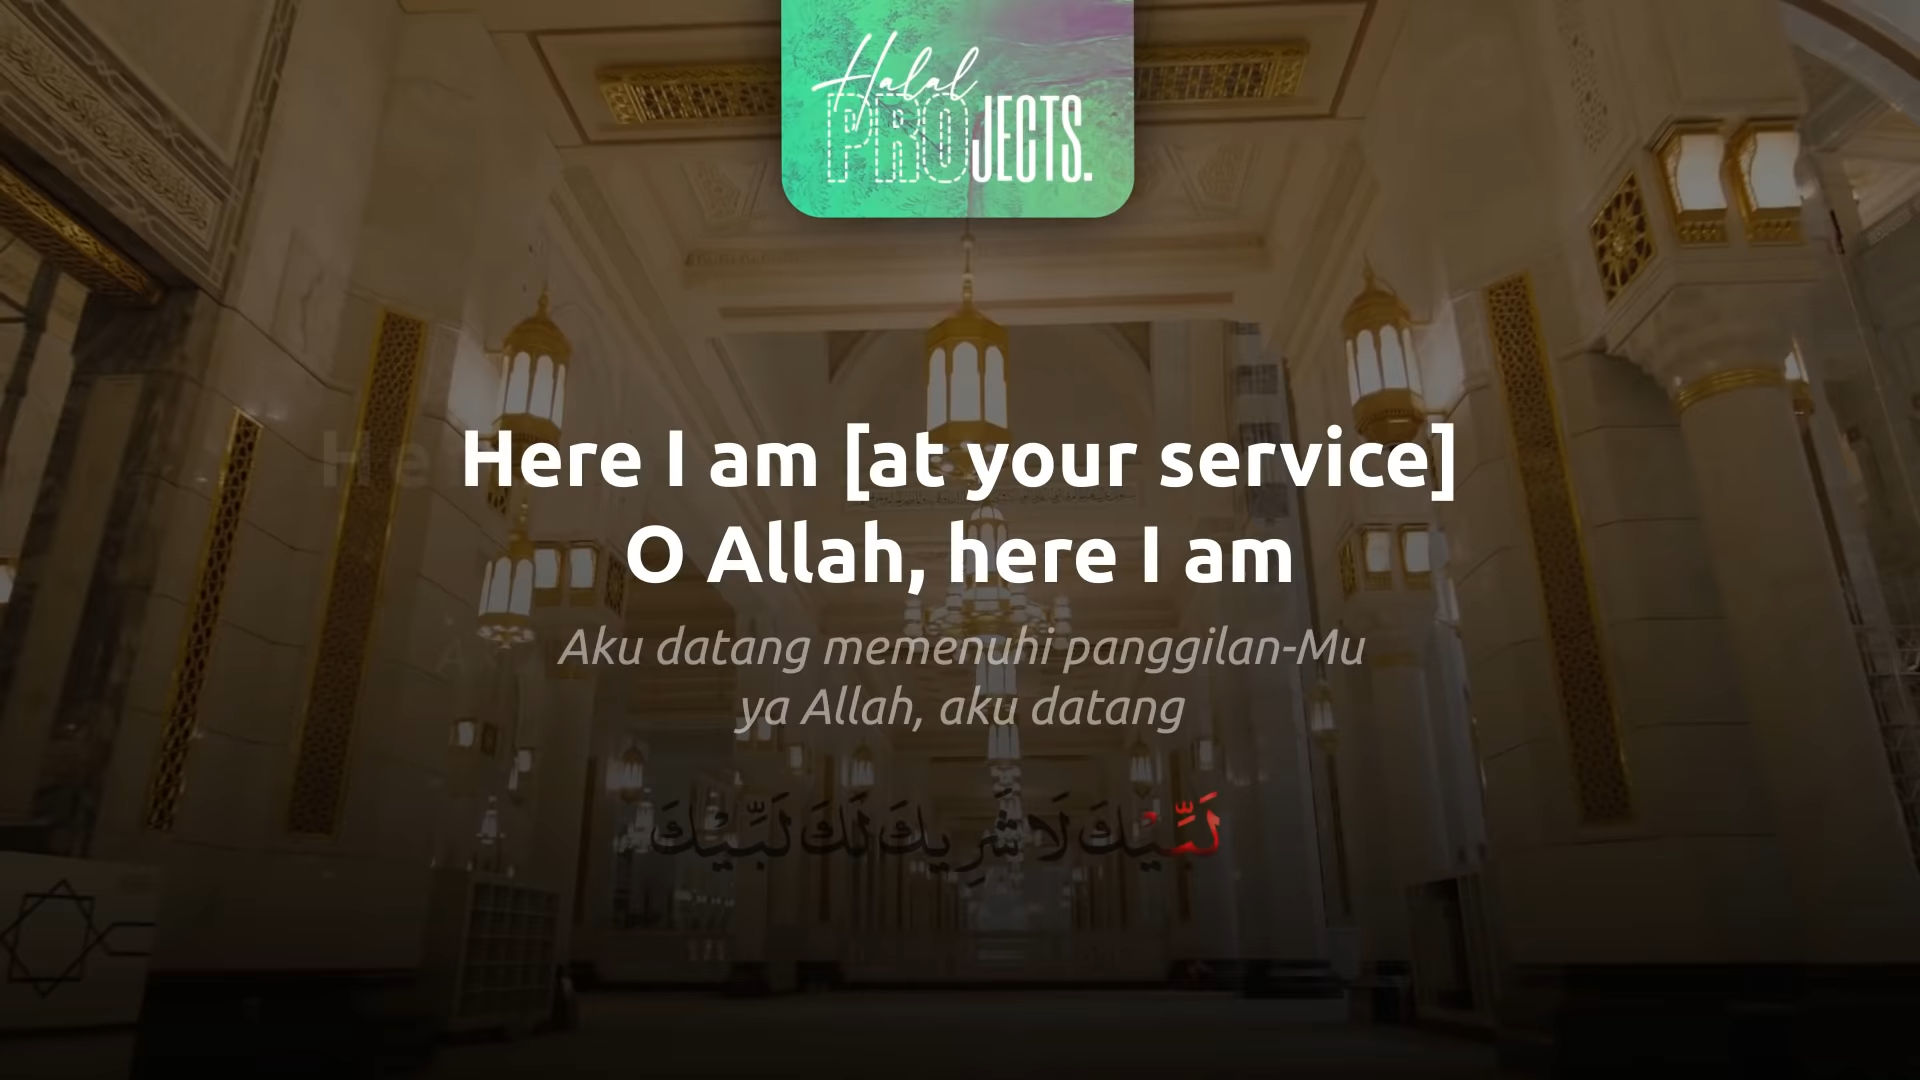 Halal
PROJECTS.
Here I am [at your service]
O Allah, here I am
Aku datang memenuhi panggilan-Mu
ya Allah, aku datang
لَبَّيْكَ لَا شَرِيكَ لَكَ لَبَّيْكَ